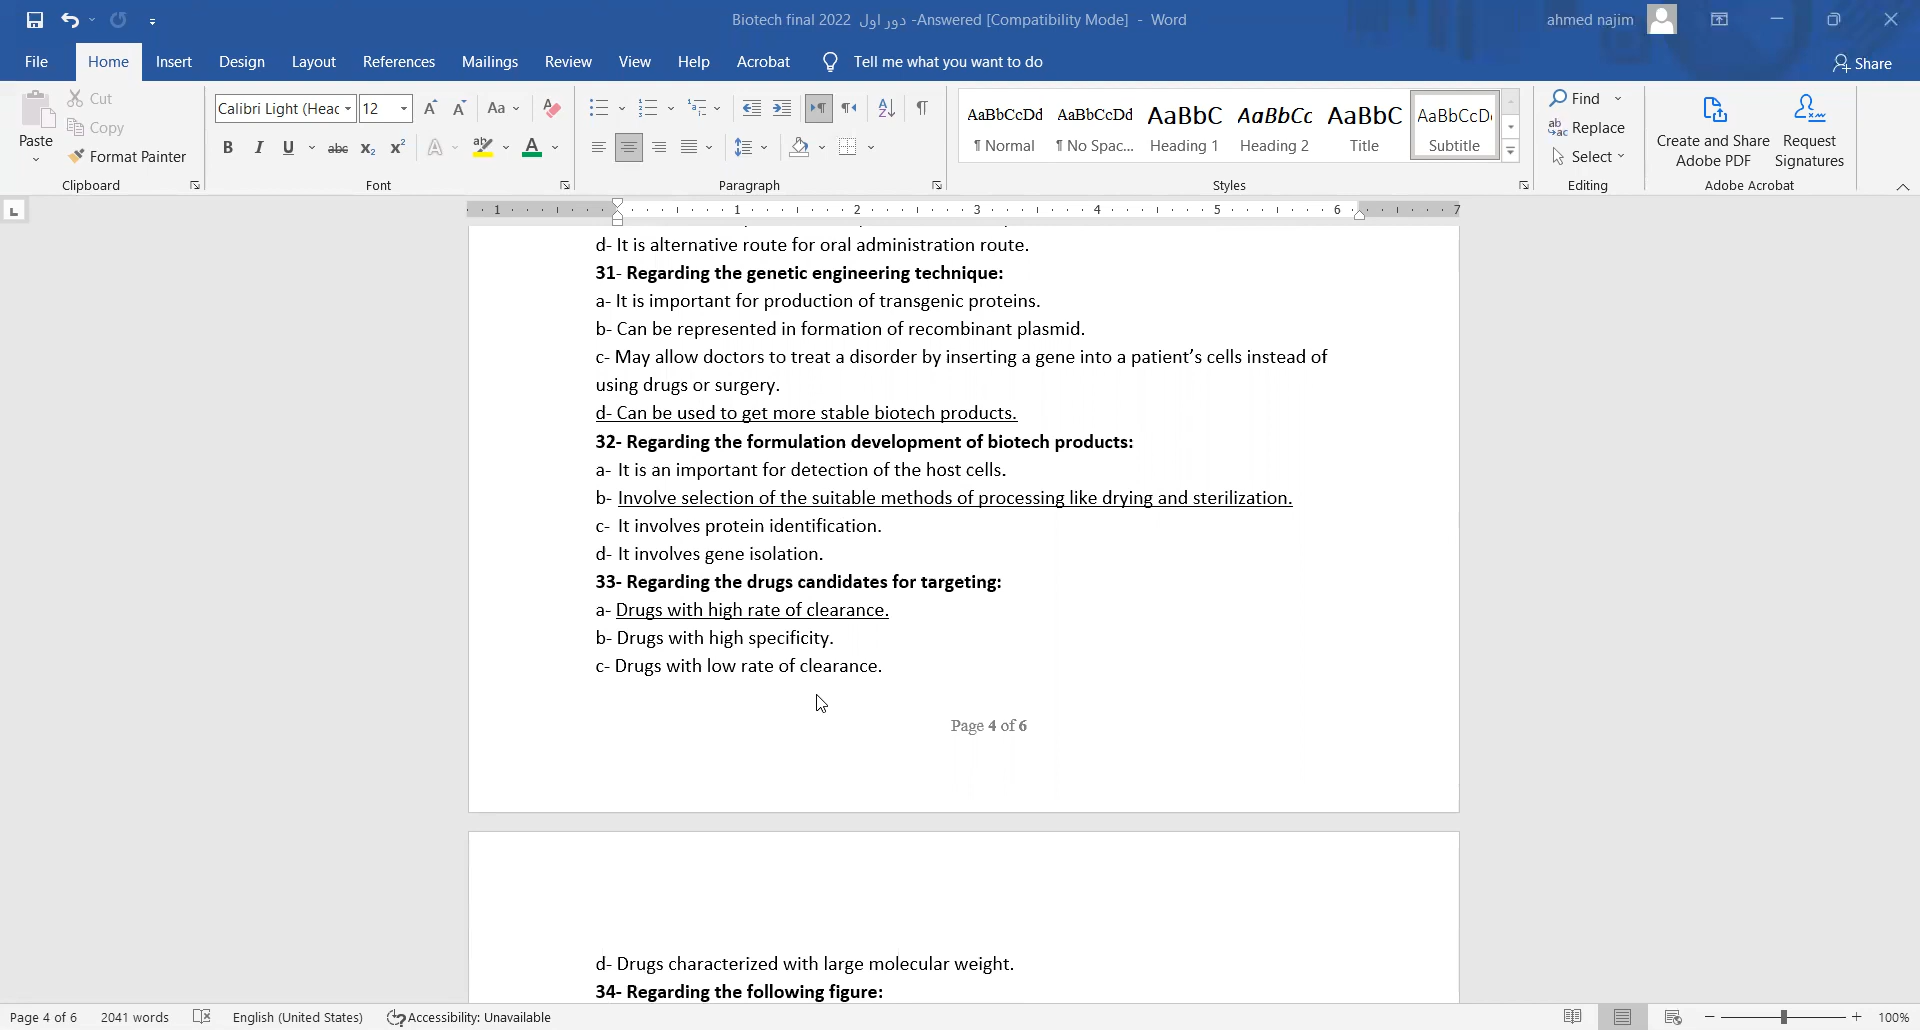 Biotech final 2022 دور اول -Answered [Compatibility Mode] - Word
ahmed najim
File Home Insert Design Layout References Mailings Review View Help Acrobat Tell me what you want to do
Share
Paste
Cut
Copy
Format Painter
Clipboard
Calibri Light (Heac 12
Font
Paragraph
AaBbCcDd AaBbCcDd AaBbC AaBbCc AaBbC AaBbCcD
¶ Normal ¶ No Spac... Heading 1 Heading 2 Title Subtitle
Styles
Find
Replace
Select
Editing
Create and Share Adobe PDF
Request Signatures
Adobe Acrobat
1 1 2 3 4 5 6 7
d- It is alternative route for oral administration route.
31- Regarding the genetic engineering technique:
a- It is important for production of transgenic proteins.
b- Can be represented in formation of recombinant plasmid.
c- May allow doctors to treat a disorder by inserting a gene into a patient’s cells instead of
using drugs or surgery.
d- Can be used to get more stable biotech products.
32- Regarding the formulation development of biotech products:
a- It is an important for detection of the host cells.
b- Involve selection of the suitable methods of processing like drying and sterilization.
c- It involves protein identification.
d- It involves gene isolation.
33- Regarding the drugs candidates for targeting:
a- Drugs with high rate of clearance.
b- Drugs with high specificity.
c- Drugs with low rate of clearance.
Page 4 of 6
d- Drugs characterized with large molecular weight.
34- Regarding the following figure:
Page 4 of 6 2041 words English (United States) Accessibility: Unavailable 100%